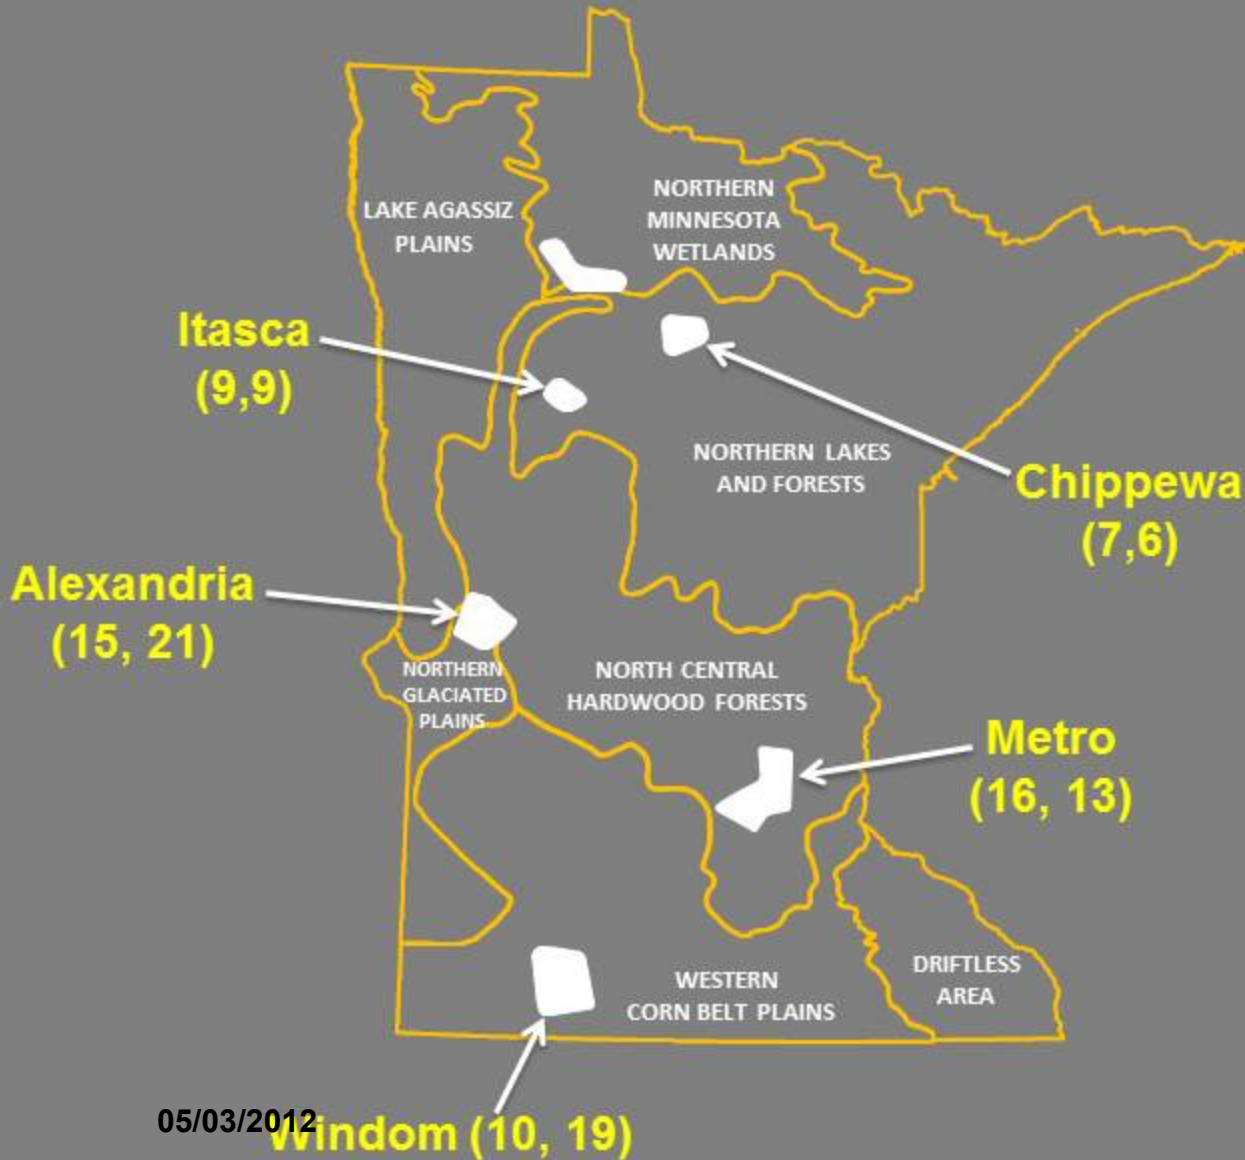 LAKE AGASSIZ
PLAINS
NORTHERN
MINNESOTA
WETLANDS
Itasca
(9,9)
NORTHERN LAKES
AND FORESTS
Chippewa
(7,6)
Alexandria
(15, 21)
NORTHERN
GLACIATED
PLAINS
NORTH CENTRAL
HARDWOOD FORESTS
Metro
(16, 13)
WESTERN
CORN BELT PLAINS
DRIFTLESS
AREA
05/03/2012
Windom (10, 19)